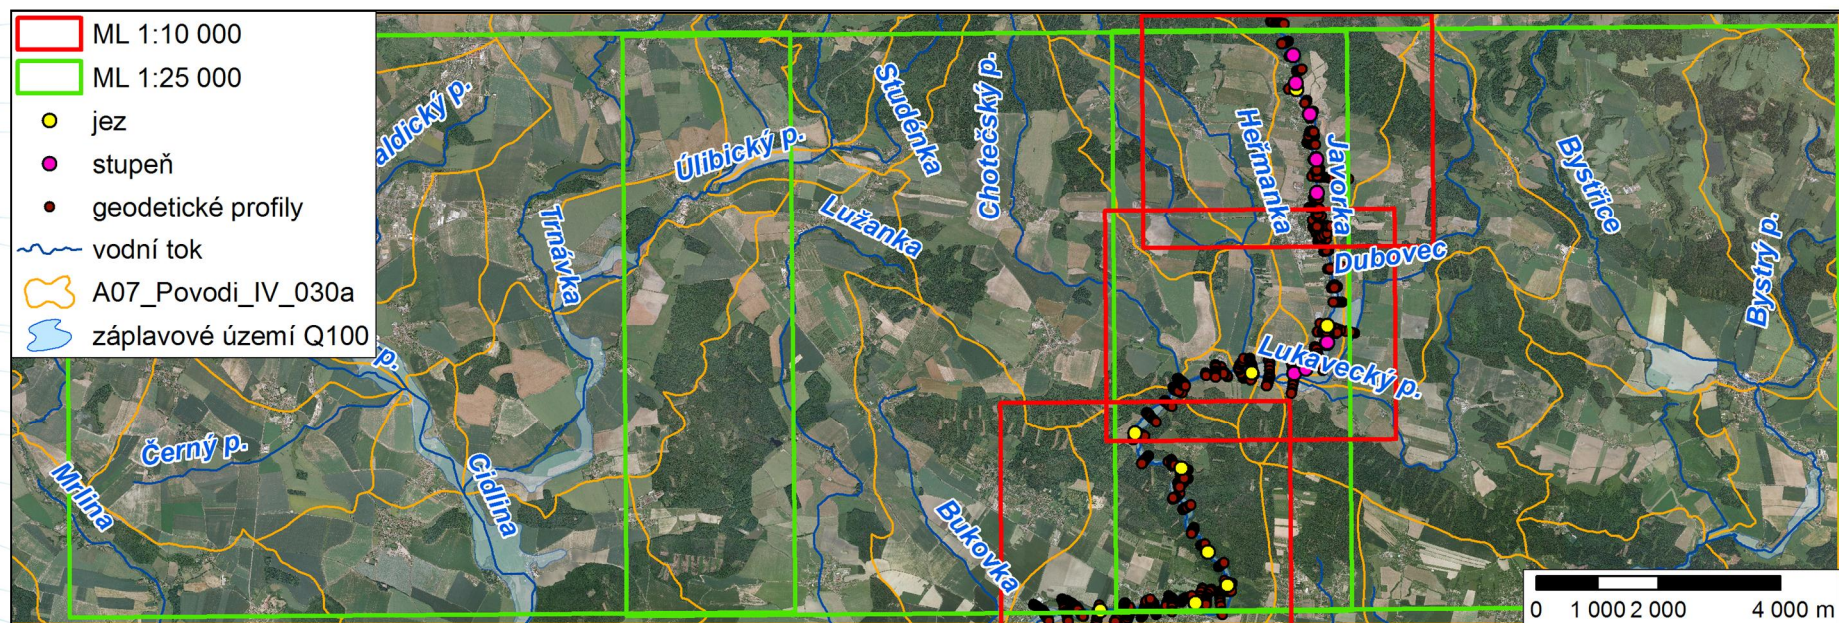 ML 1:10 000
ML 1:25 000
jez
stupeň
geodetické profily
vodní tok
A07_Povodi_IV_030a
záplavové území Q100
aldický p.
Úlibický p.
Studénka
Chotečský p.
Heřmanka
Javorka
Bystřice
Trnávka
Lužanka
Dubovec
Bystrý p.
p.
Lukavecký p.
Černý p.
Mrlina
Cidlina
Bukovka
0 1 000 2 000 4 000 m